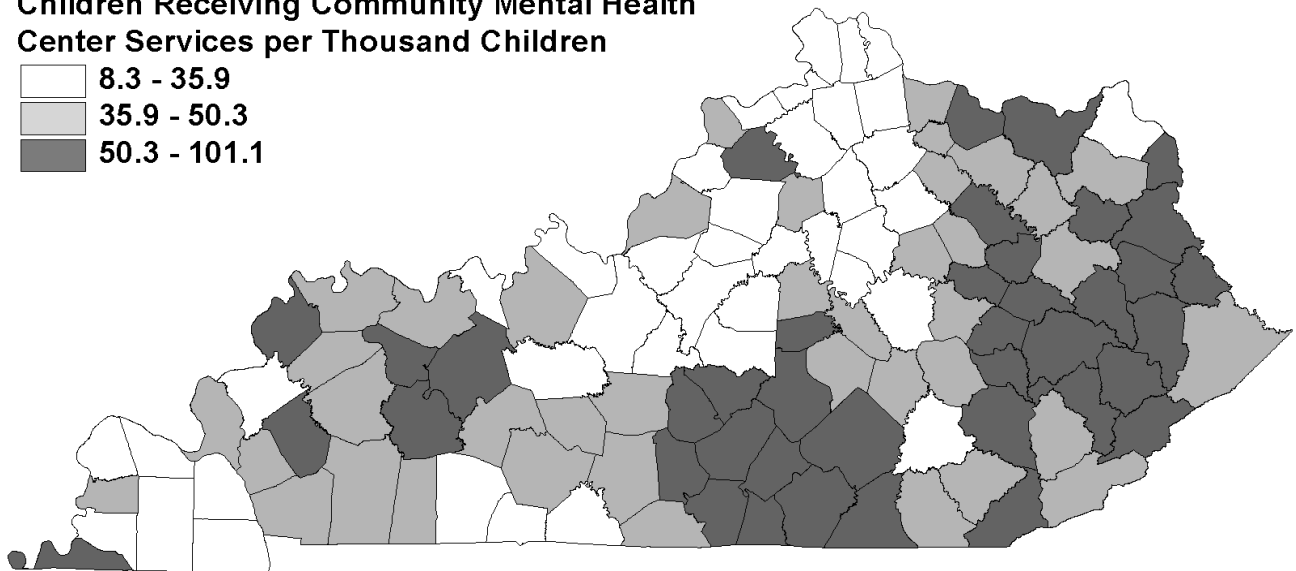 Children Receiving Community Mental Health
Center Services per Thousand Children
8.3 - 35.9
35.9 - 50.3
50.3 - 101.1